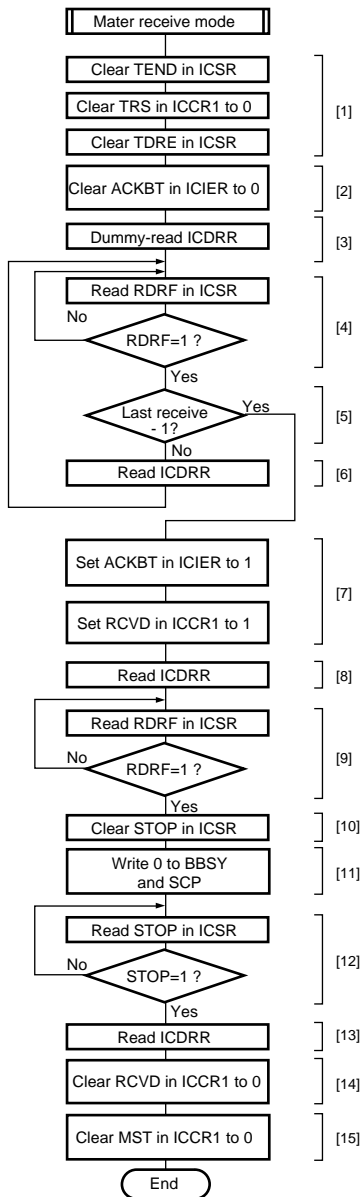 Mater receive mode
Clear TEND in ICSR
Clear TRS in ICCR1 to 0
[1]
Clear TDRE in ICSR
Clear ACKBT in ICIER to 0
[2]
Dummy-read ICDRR
[3]
Read RDRF in ICSR
No
[4]
RDRF=1 ?
Yes
Last receive
- 1?
Yes
[5]
No
Read ICDRR
[6]
Set ACKBT in ICIER to 1
[7]
Set RCVD in ICCR1 to 1
Read ICDRR
[8]
Read RDRF in ICSR
No
[9]
RDRF=1 ?
Yes
Clear STOP in ICSR
[10]
Write 0 to BBSY
and SCP
[11]
Read STOP in ICSR
[12]
No
STOP=1 ?
Yes
Read ICDRR
[13]
Clear RCVD in ICCR1 to 0
[14]
Clear MST in ICCR1 to 0
[15]
End